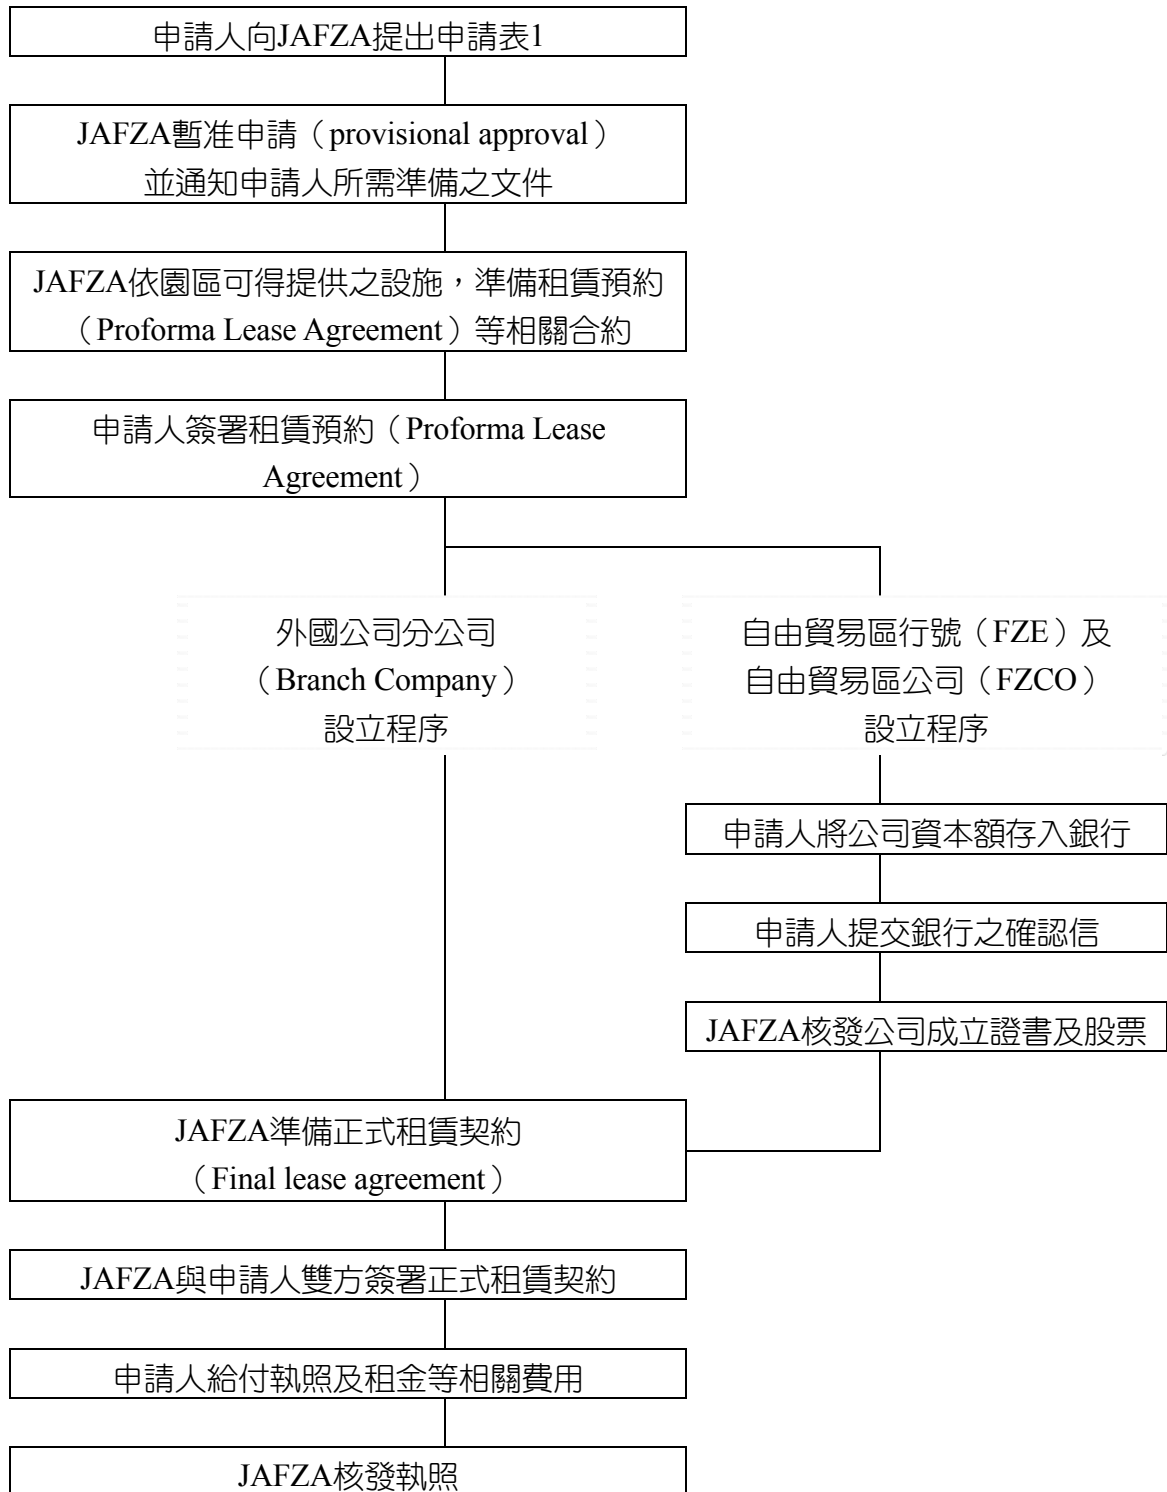 申請人向JAFZA提出申請表1
JAFZA暫准申請（provisional approval）
並通知申請人所需準備之文件
JAFZA依園區可得提供之設施，準備租賃預約
（Proforma Lease Agreement）等相關合約
申請人簽署租賃預約（Proforma Lease
Agreement）
外國公司分公司
（Branch Company）
設立程序
自由貿易區行號（FZE）及
自由貿易區公司（FZCO）
設立程序
申請人將公司資本額存入銀行
申請人提交銀行之確認信
JAFZA核發公司成立證書及股票
JAFZA準備正式租賃契約
（Final lease agreement）
JAFZA與申請人雙方簽署正式租賃契約
申請人給付執照及租金等相關費用
JAFZA核發執照